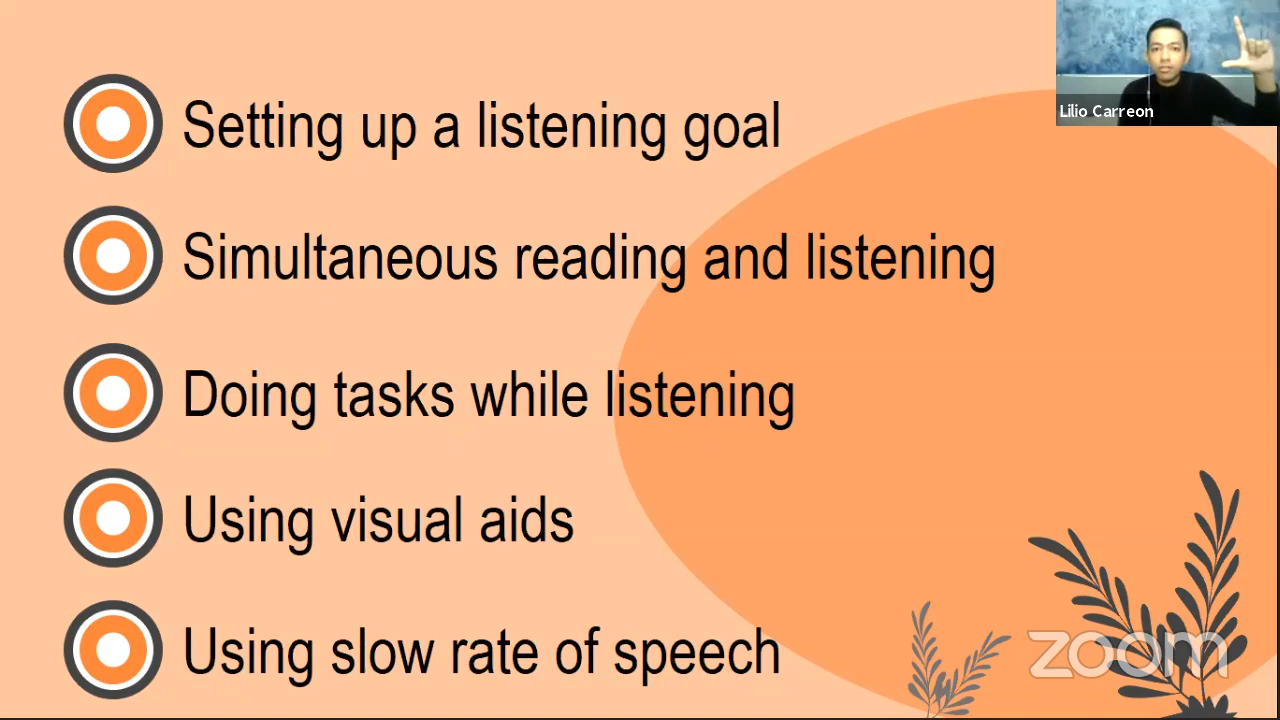 Lilio Carreon
Setting up a listening goal
Simultaneous reading and listening
Doing tasks while listening
Using visual aids
Using slow rate of speech
zoom